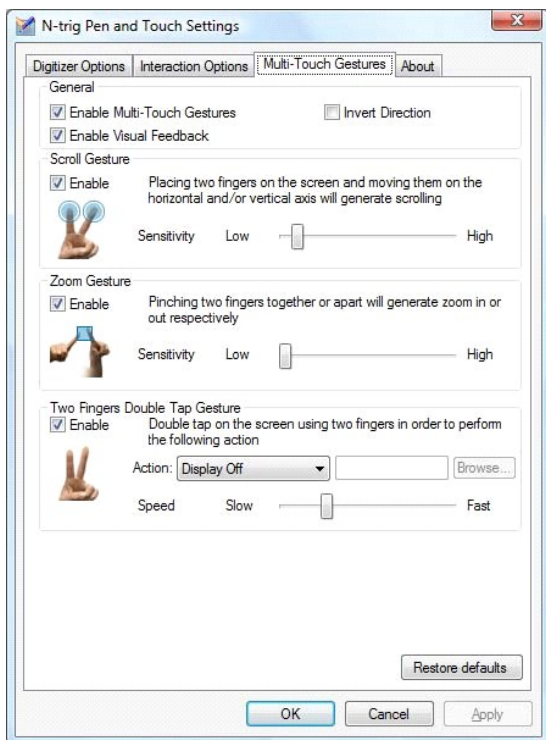 N-trig Pen and Touch Settings
Digitizer Options Interaction Options Multi-Touch Gestures About
General
Enable Multi-Touch Gestures Invert Direction
Enable Visual Feedback
Scroll Gesture
Enable Placing two fingers on the screen and moving them on the
horizontal and/or vertical axis will generate scrolling
Sensitivity Low High
Zoom Gesture
Enable Pinching two fingers together or apart will generate zoom in or
out respectively
Sensitivity Low High
Two Fingers Double Tap Gesture
Enable Double tap on the screen using two fingers in order to perform
the following action
Action: Display Off Browse...
Speed Slow Fast
Restore defaults
OK Cancel Apply